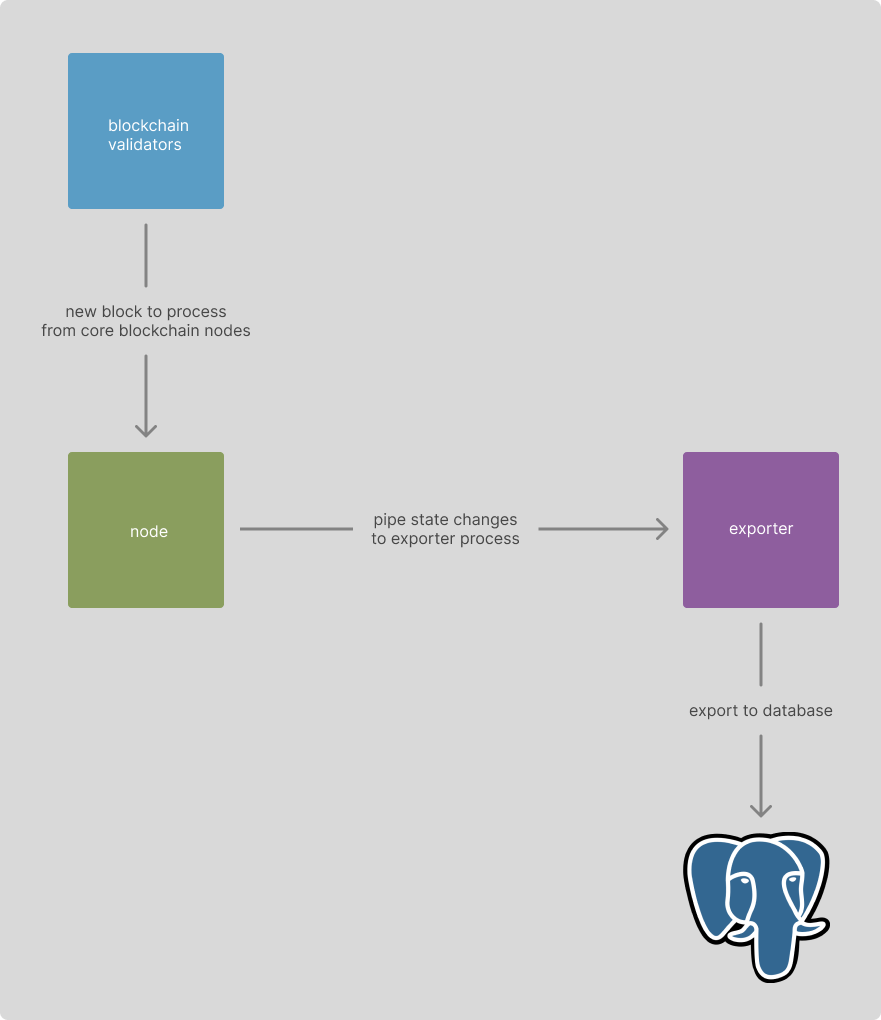 blockchain
validators
new block to process
from core blockchain nodes
node
pipe state changes
to exporter process
exporter
export to database